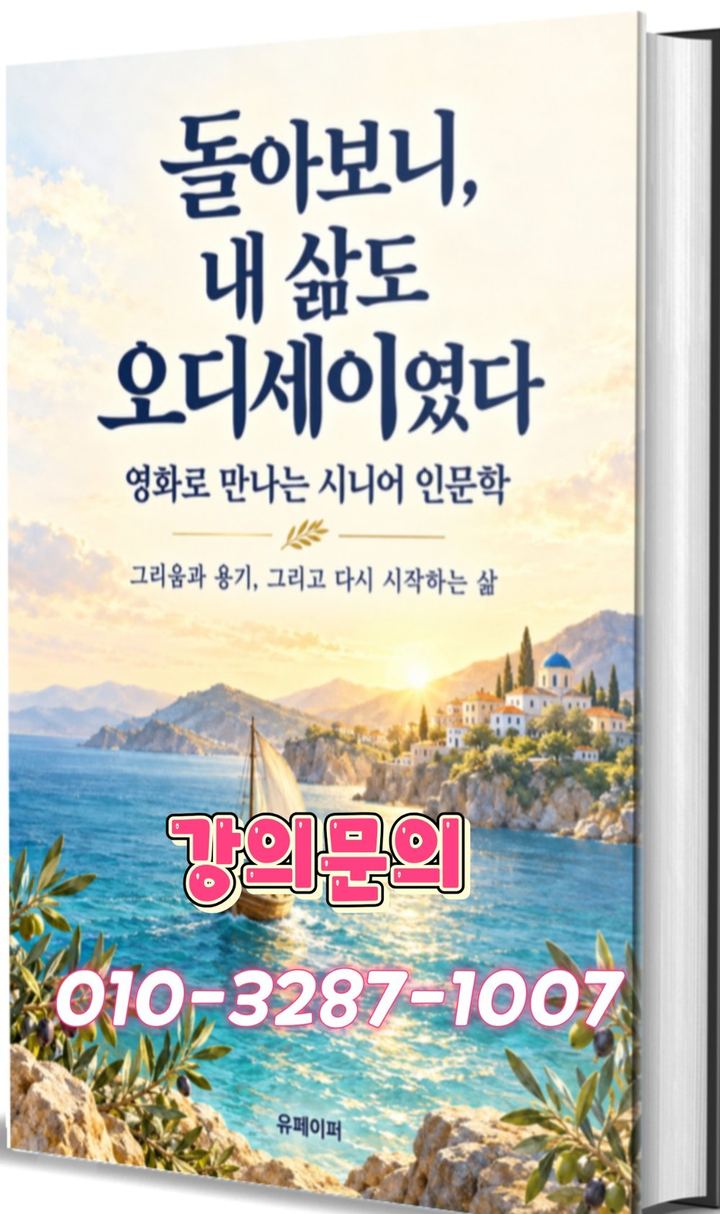 돌아보니,
내 삶도
오디세이였다
영화로 만나는 시니어 인문학
그리움과 용기, 그리고 다시 시작하는 삶
강의문의
010-3287-1007
유페이퍼